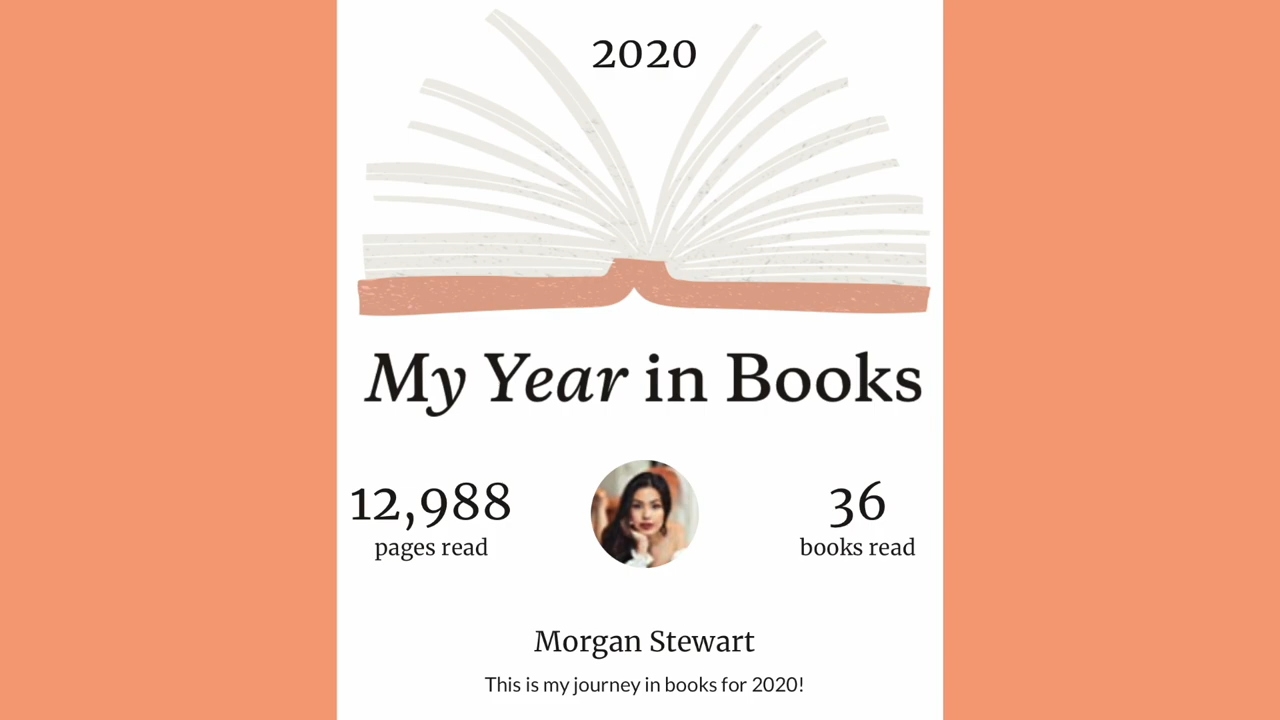 2020
My Year in Books
12,988
pages read
36
books read
Morgan Stewart
This is my journey in books for 2020!